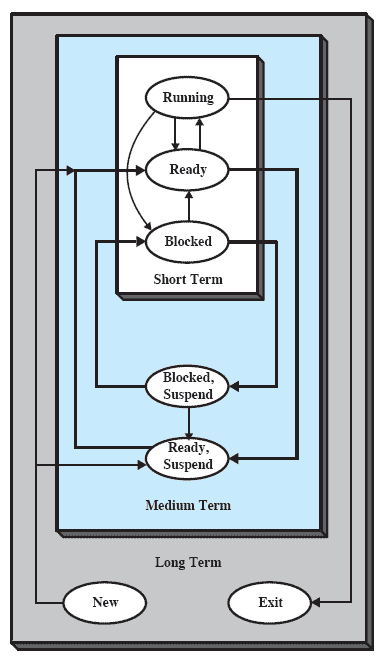 Running
Ready
Blocked
Short Term
Blocked,
Suspend
Ready,
Suspend
Medium Term
Long Term
New
Exit